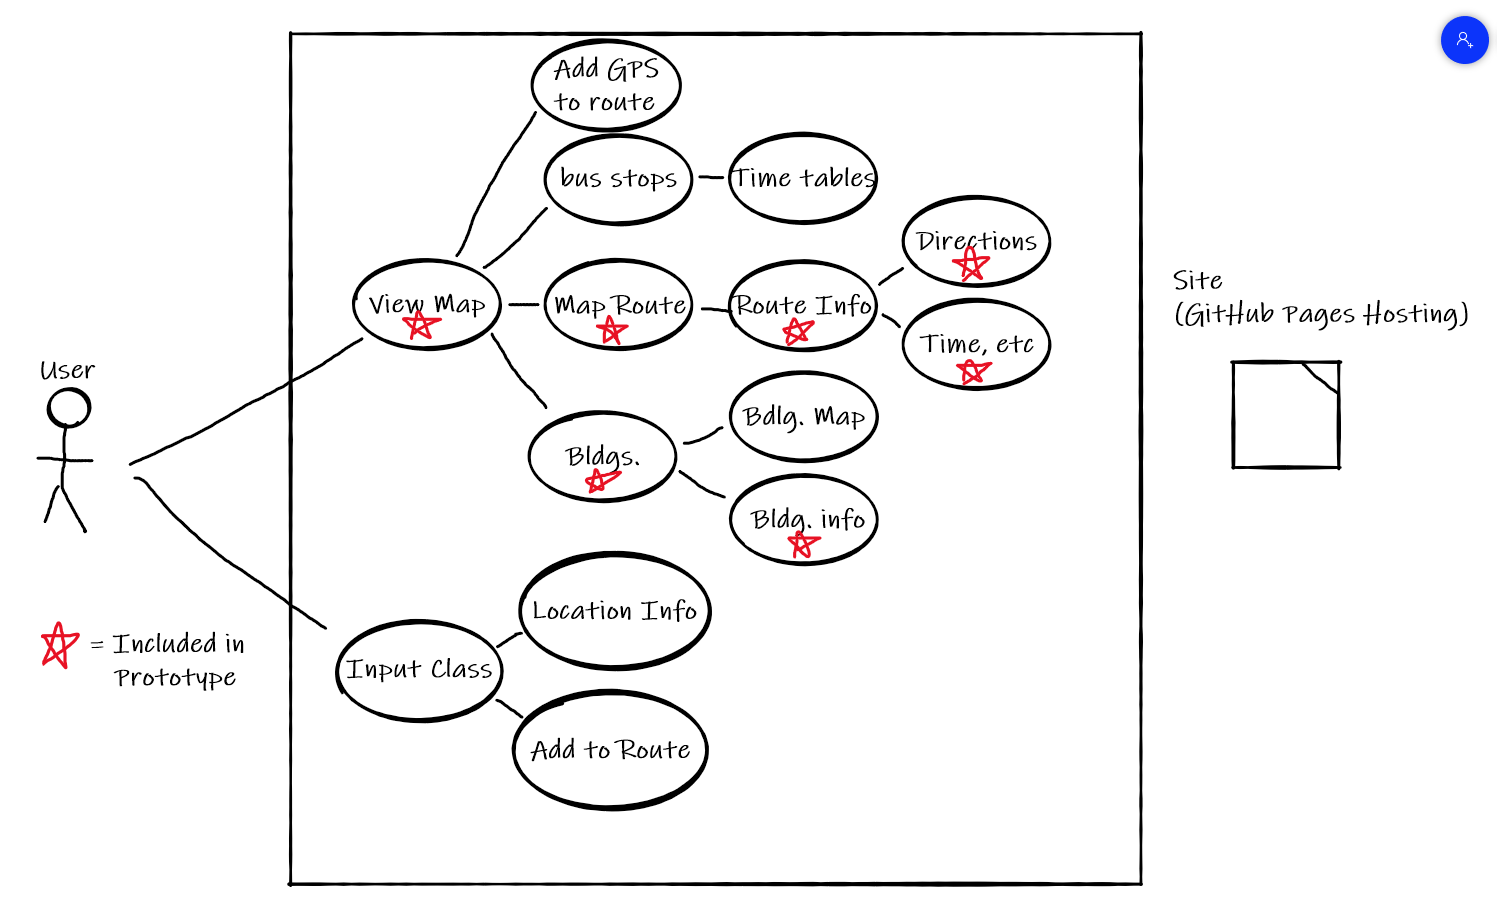 Add GPS
to route
bus stops
Time tables
Directions
View Map
Map Route
Route Info
Time, etc
Site
(GitHub Pages Hosting)
User
Bdlg. Map
Bldgs.
Bldg. info
Location Info
= Included in
Prototype
Input Class
Add to Route